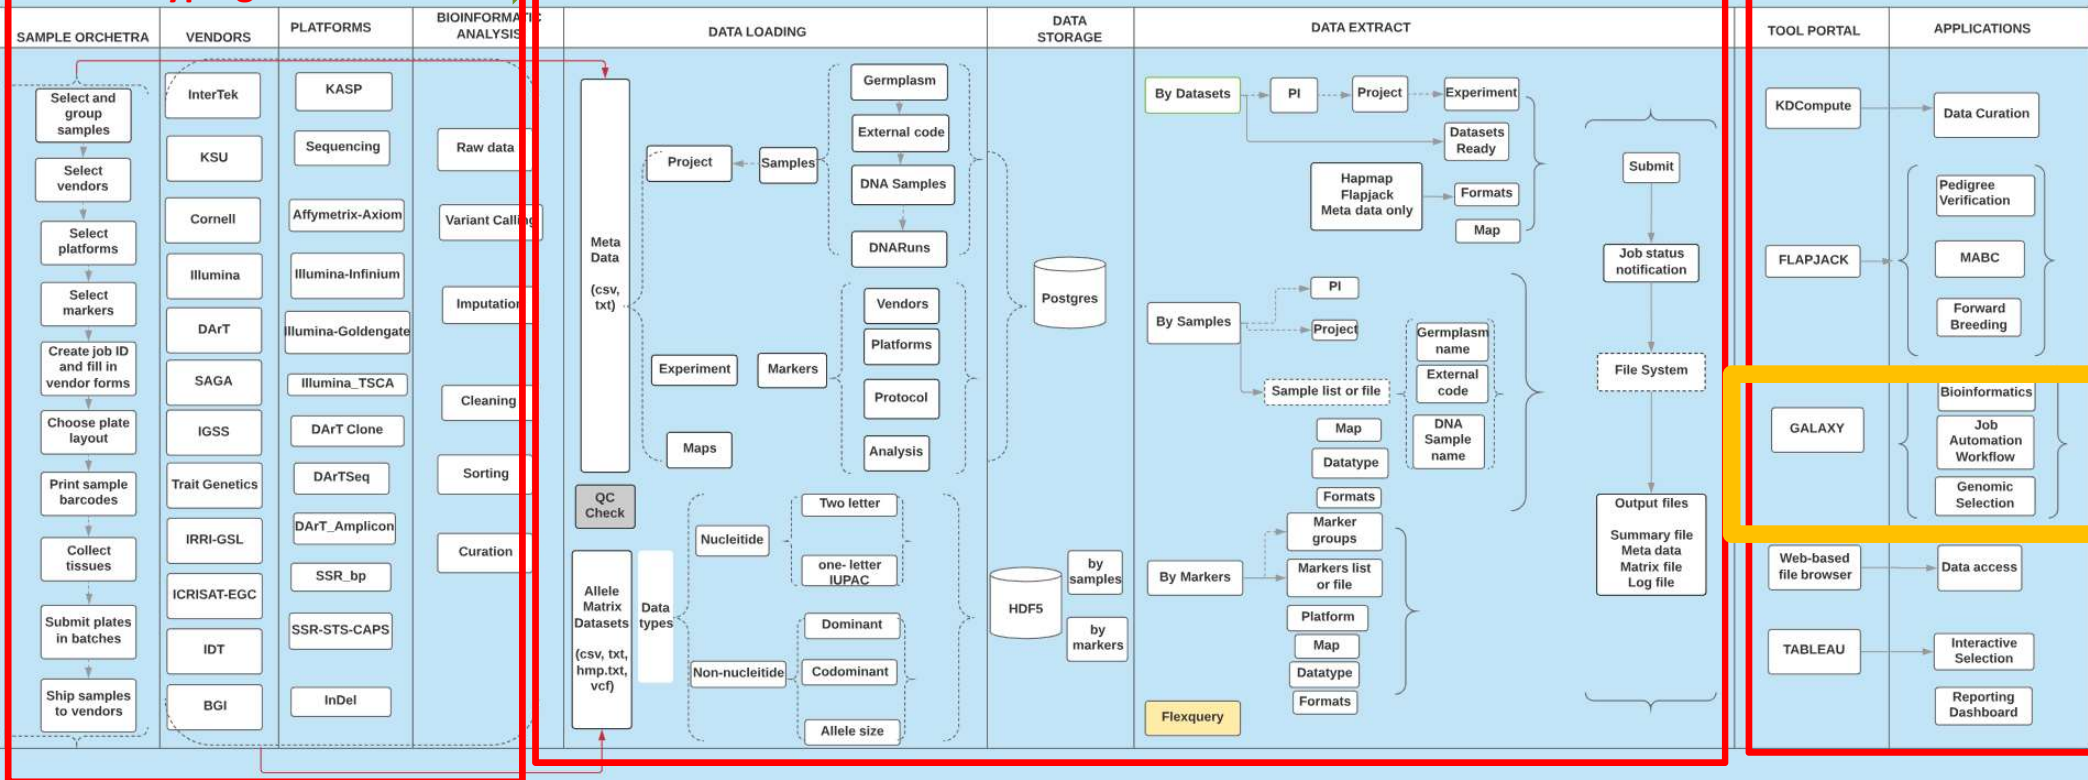 SAMPLE ORCHETRA
VENDORS
PLATFORMS
BIOINFORMATIC
ANALYSIS
DATA LOADING
DATA
STORAGE
DATA EXTRACT
TOOL PORTAL
APPLICATIONS
Select and
group
samples
Select
vendors
Select
platforms
Select
markers
Create job ID
and fill in
vendor forms
Choose plate
layout
Print sample
barcodes
Collect
tissues
Submit plates
in batches
Ship samples
to vendors
InterTek
KSU
Cornell
Illumina
DArT
SAGA
IGSS
Trait Genetics
IRRI-GSL
ICRISAT-EGC
IDT
BGI
KASP
Sequencing
Affymetrix-Axiom
Illumina-Infinium
Illumina-Goldengate
Illumina_TSCA
DArT Clone
DArTSeq
DArT_Amplicon
SSR_bp
SSR-STS-CAPS
InDel
Raw data
Variant Calling
Imputation
Cleaning
Sorting
Curation
Meta
Data
(csv,
txt)
QC
Check
Allele
Matrix
Datasets
(csv, txt,
hmp.txt,
vcf)
Data
types
Project
Samples
Germplasm
External code
DNA Samples
DNARuns
Experiment
Markers
Vendors
Platforms
Protocol
Analysis
Maps
Nucleitide
Two letter
one- letter
IUPAC
Non-nucleitide
Dominant
Codominant
Allele size
Postgres
HDF5
by
samples
by
markers
By Datasets
PI
Project
Experiment
Datasets
Ready
Hapmap
Flapjack
Meta data only
Formats
Map
By Samples
PI
Project
Sample list or file
Germplasm
name
External
code
DNA
Sample
name
Map
Datatype
Formats
By Markers
Marker
groups
Markers list
or file
Platform
Map
Datatype
Formats
Flexquery
Submit
Job status
notification
File System
Output files
Summary file
Meta data
Matrix file
Log file
KDCompute
Data Curation
FLAPJACK
Pedigree
Verification
MABC
Forward
Breeding
GALAXY
Bioinformatics
Job
Automation
Workflow
Genomic
Selection
Web-based
file browser
Data access
TABLEAU
Interactive
Selection
Reporting
Dashboard